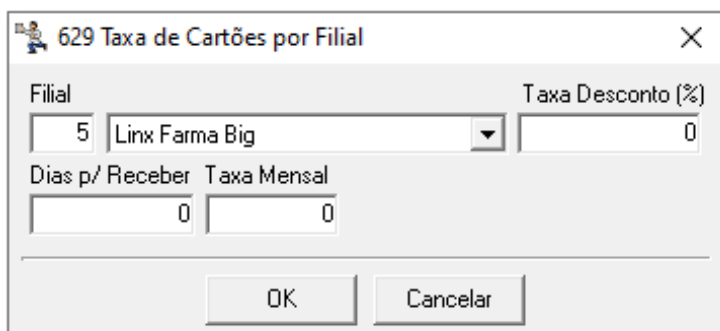 629 Taxa de Cartões por Filial
Filial Taxa Desconto (%)
5 Linx Farma Big 0
Dias p/ Receber Taxa Mensal
0 0
OK Cancelar